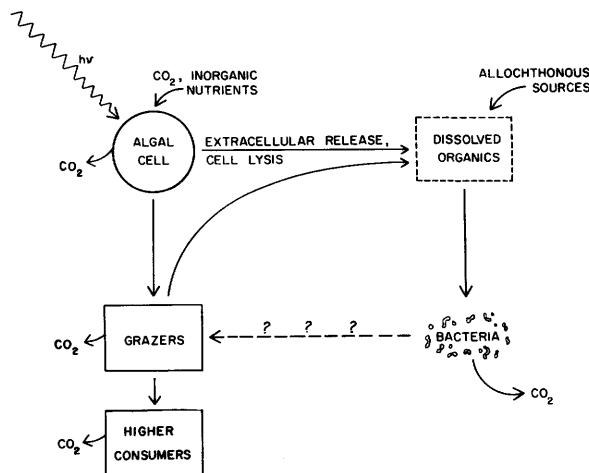 hν
CO2, INORGANIC
NUTRIENTS
ALLOCHTHONOUS
SOURCES
ALGAL
CELL
CO2
EXTRACELLULAR RELEASE,
CELL LYSIS
DISSOLVED
ORGANICS
CO2
GRAZERS
? ? ?
BACTERIA
CO2
CO2
HIGHER
CONSUMERS